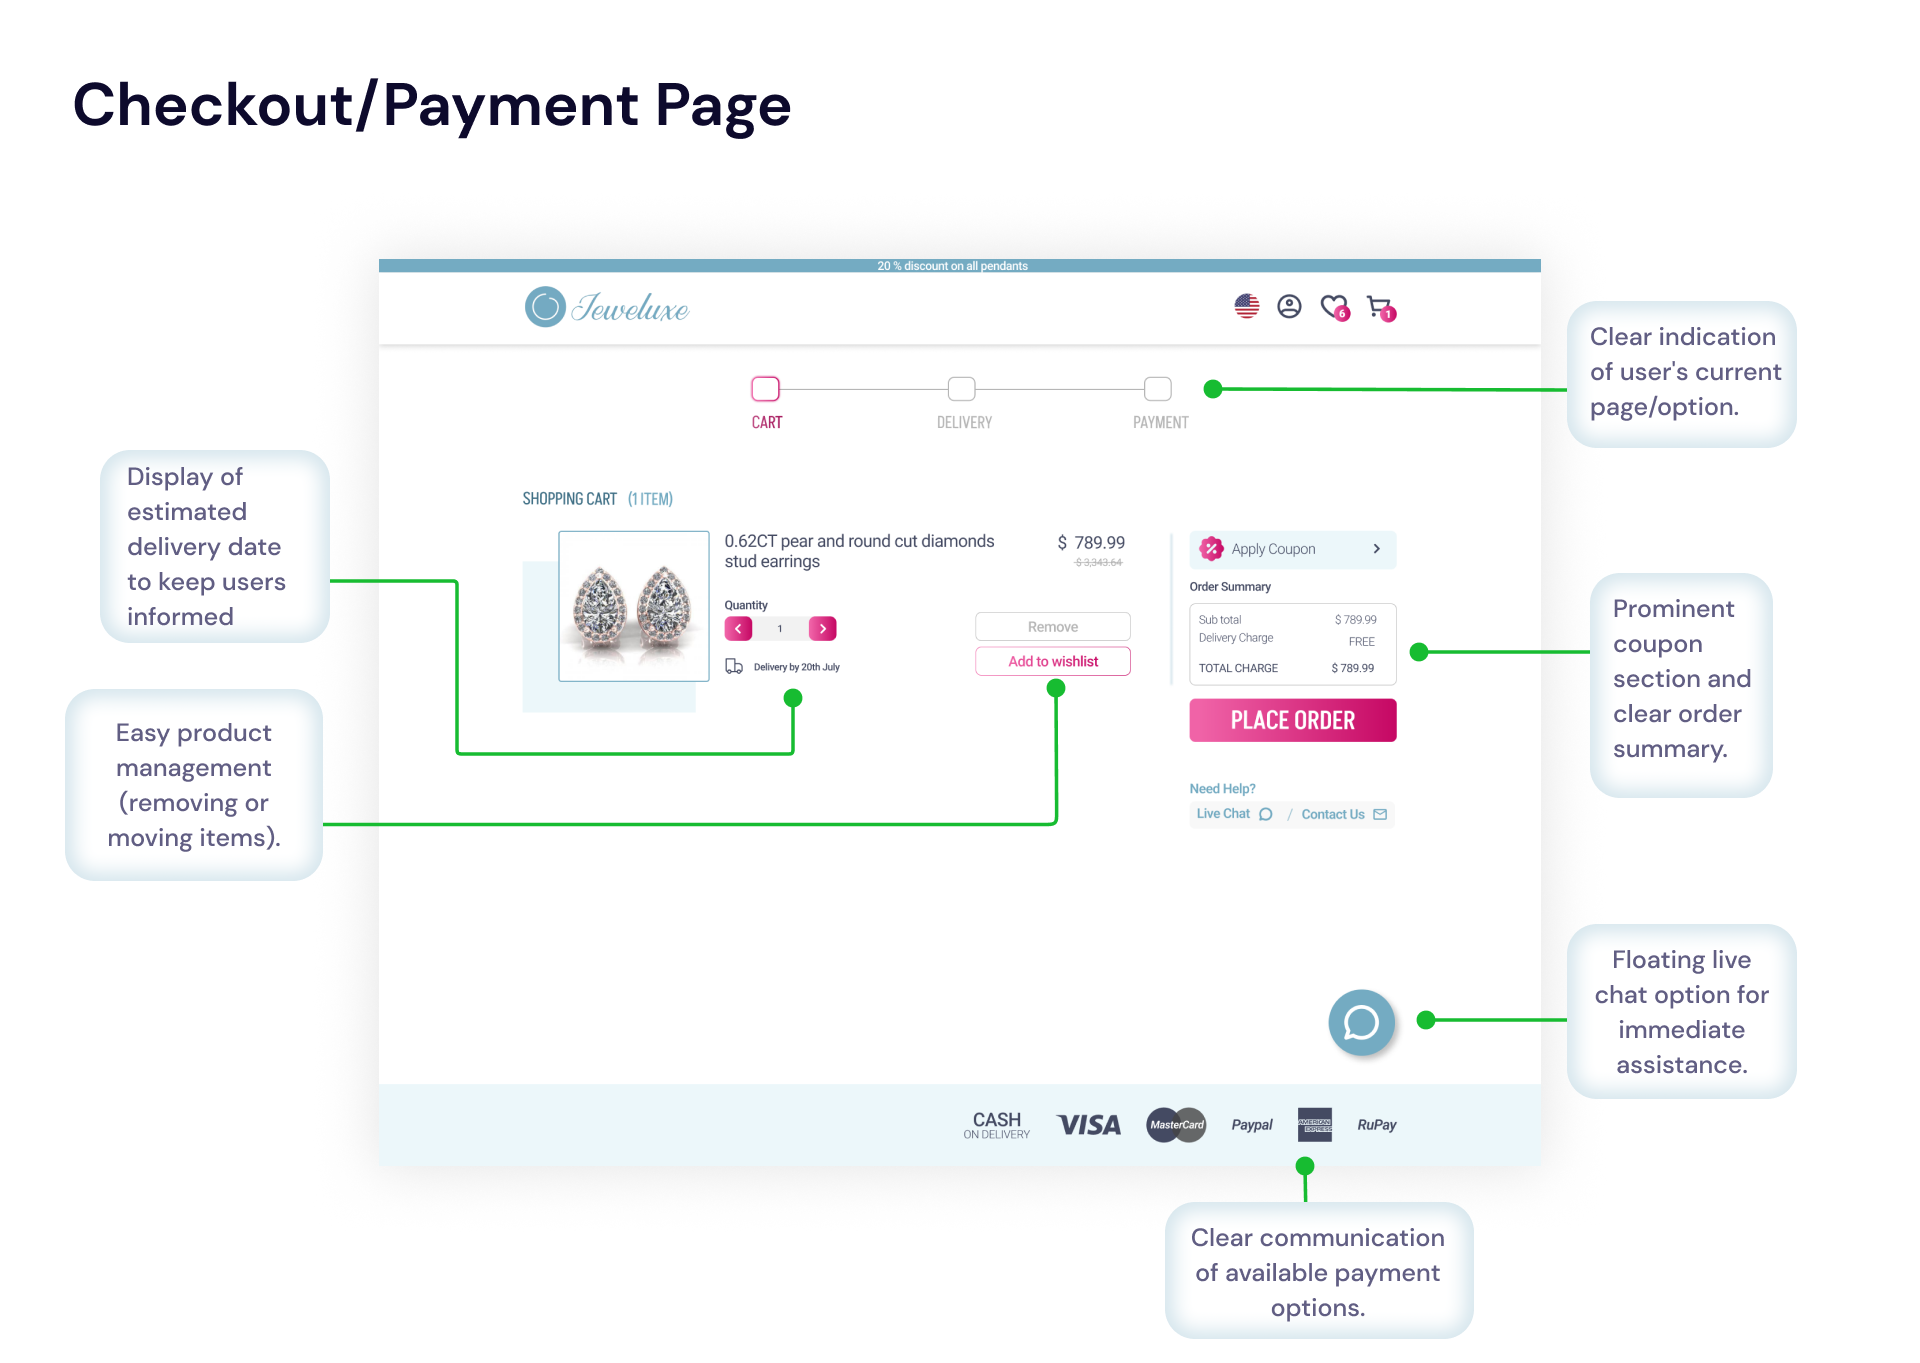 Checkout/Payment Page
20 % discount on all pendants
Jeweluxe
6
1
CART
DELIVERY
PAYMENT
Clear indication
of user's current
page/option.
Display of
estimated
delivery date
to keep users
informed
SHOPPING CART (1 ITEM)
0.62CT pear and round cut diamonds
stud earrings
$ 789.99
$ 3,343.64
Quantity
1
Delivery by 20th July
Remove
Add to wishlist
Apply Coupon
Order Summary
Sub total $ 789.99
Delivery Charge FREE
TOTAL CHARGE $ 789.99
PLACE ORDER
Need Help?
Live Chat / Contact Us
Prominent
coupon
section and
clear order
summary.
Easy product
management
(removing or
moving items).
Floating live
chat option for
immediate
assistance.
CASH
ON DELIVERY
VISA
MasterCard
Paypal
AMERICAN
EXPRESS
RuPay
Clear communication
of available payment
options.